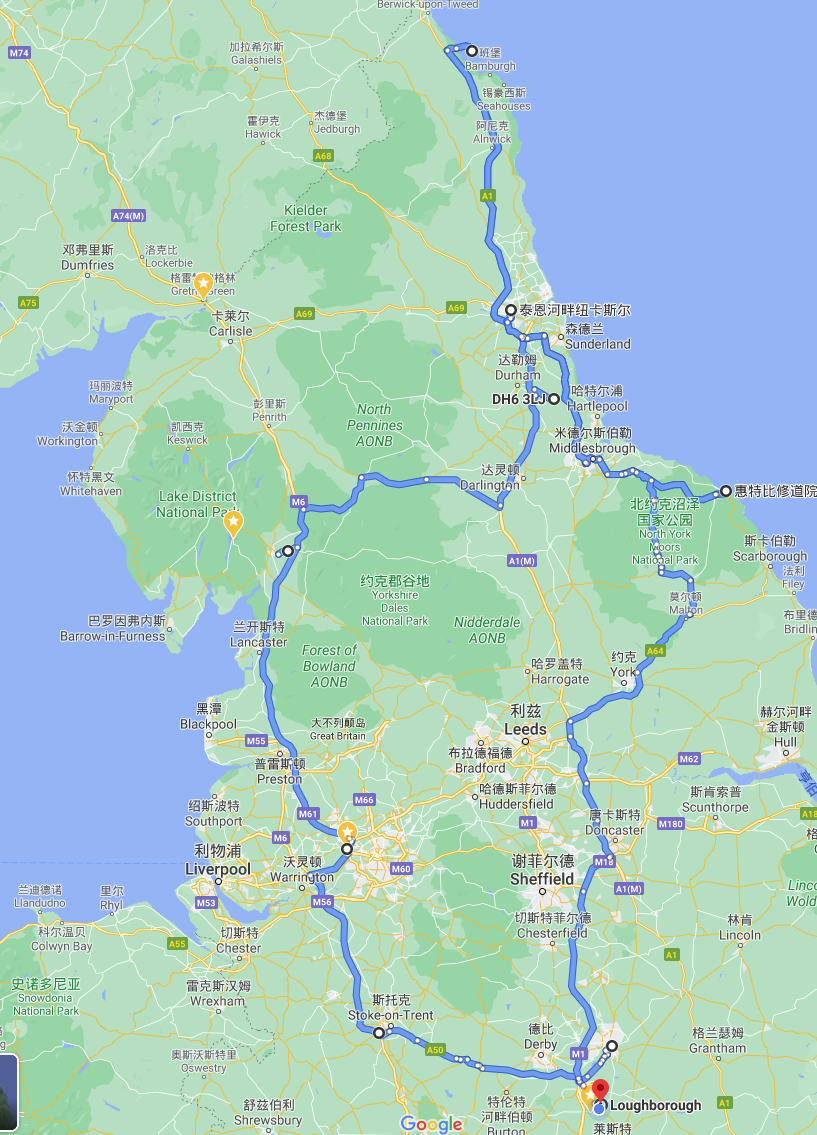 Berwick-upon-Tweed
M74
加拉希尔斯
Galashiels
班堡
Bamburgh
锡豪西斯
Seahouses
霍伊克
Hawick
杰德堡
Jedburgh
阿尼克
Alnwick
A68
A1
A74(M)
Kielder
Forest Park
邓弗里斯
Dumfries
洛克比
Lockerbie
Gretna Green
A75
卡莱尔
Carlisle
A69
A69
泰恩河畔纽卡斯尔
森德兰
Sunderland
达勒姆
Durham
DH6 3LJ
哈特尔浦
Hartlepool
玛丽波特
Maryport
彭里斯
Penrith
North
Pennines
AONB
沃金顿
Workington
凯西克
Keswick
米德尔斯伯勒
Middlesbrough
怀特黑文
Whitehaven
达灵顿
Darlington
惠特比修道院
Lake District
National Park
M6
北约克沼泽
国家公园
North York
Moors
National Park
斯卡伯勒
Scarborough
A1(M)
法利
Filey
约克郡谷地
Yorkshire
Dales
National Park
莫尔顿
Malton
布里德
Bridlin
巴罗因弗内斯
Barrow-in-Furness
兰开斯特
Lancaster
Nidderdale
AONB
Forest of
Bowland
AONB
约克
York
A64
哈罗盖特
Harrogate
黑潭
Blackpool
大不列颠岛
Great Britain
利兹
Leeds
赫尔河畔
金斯顿
Hull
M55
普雷斯顿
Preston
布拉德福德
Bradford
M62
绍斯波特
Southport
M61
M66
哈德斯菲尔德
Huddersfield
斯肯索普
Scunthorpe
M6
M1
唐卡斯特
Doncaster
M180
A18
利物浦
Liverpool
沃灵顿
Warrington
M60
谢菲尔德
Sheffield
M18
A1(M)
Lincol
Wold
兰迪德诺
Llandudno
里尔
Rhyl
M53
M56
切斯特菲尔德
Chesterfield
林肯
Lincoln
科尔温贝
Colwyn Bay
A55
切斯特
Chester
A1
史诺多尼亚
Snowdonia
National Park
雷克斯汉姆
Wrexham
斯托克
Stoke-on-Trent
德比
Derby
格兰瑟姆
Grantham
奥斯沃斯特里
Oswestry
A50
M1
舒兹伯利
Shrewsbury
特伦特
河畔伯顿
Burton
Loughborough
A1
莱斯特
Google